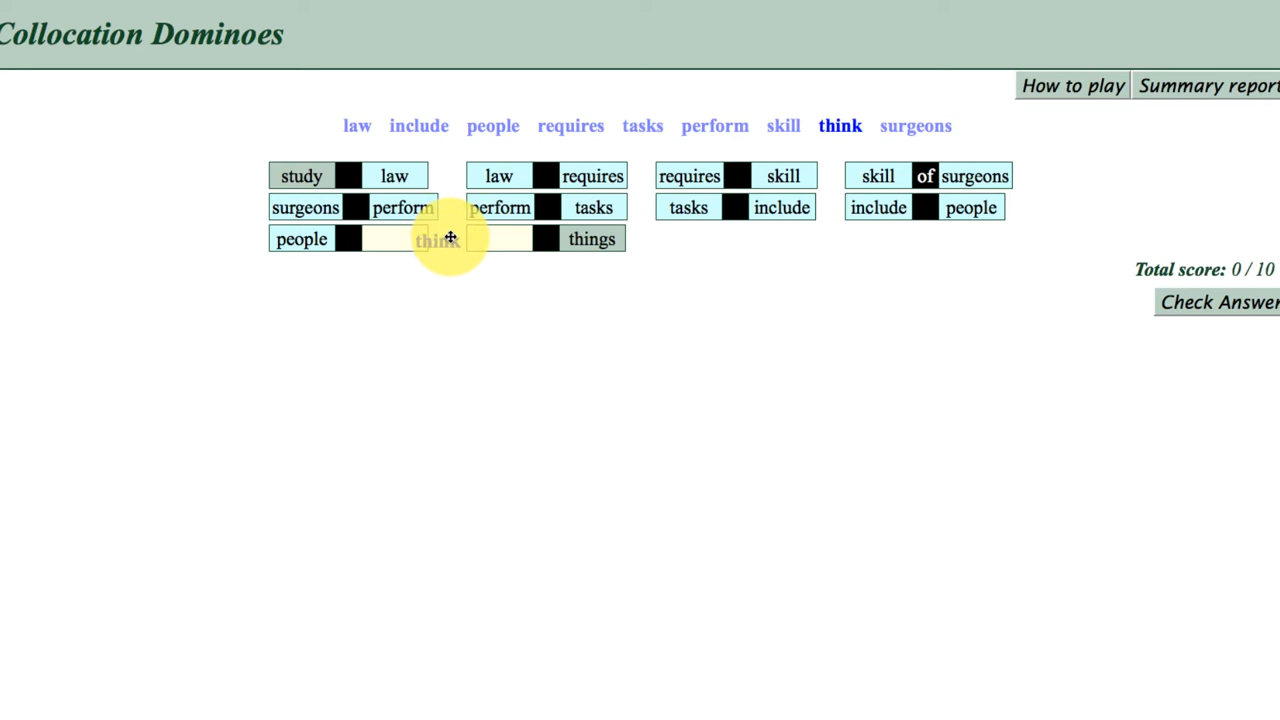 Collocation Dominoes
How to play Summary report
law include people requires tasks perform skill think surgeons
study law law requires requires skill skill of surgeons
surgeons perform perform tasks tasks include include people
people think things
Total score: 0 / 10
Check Answer